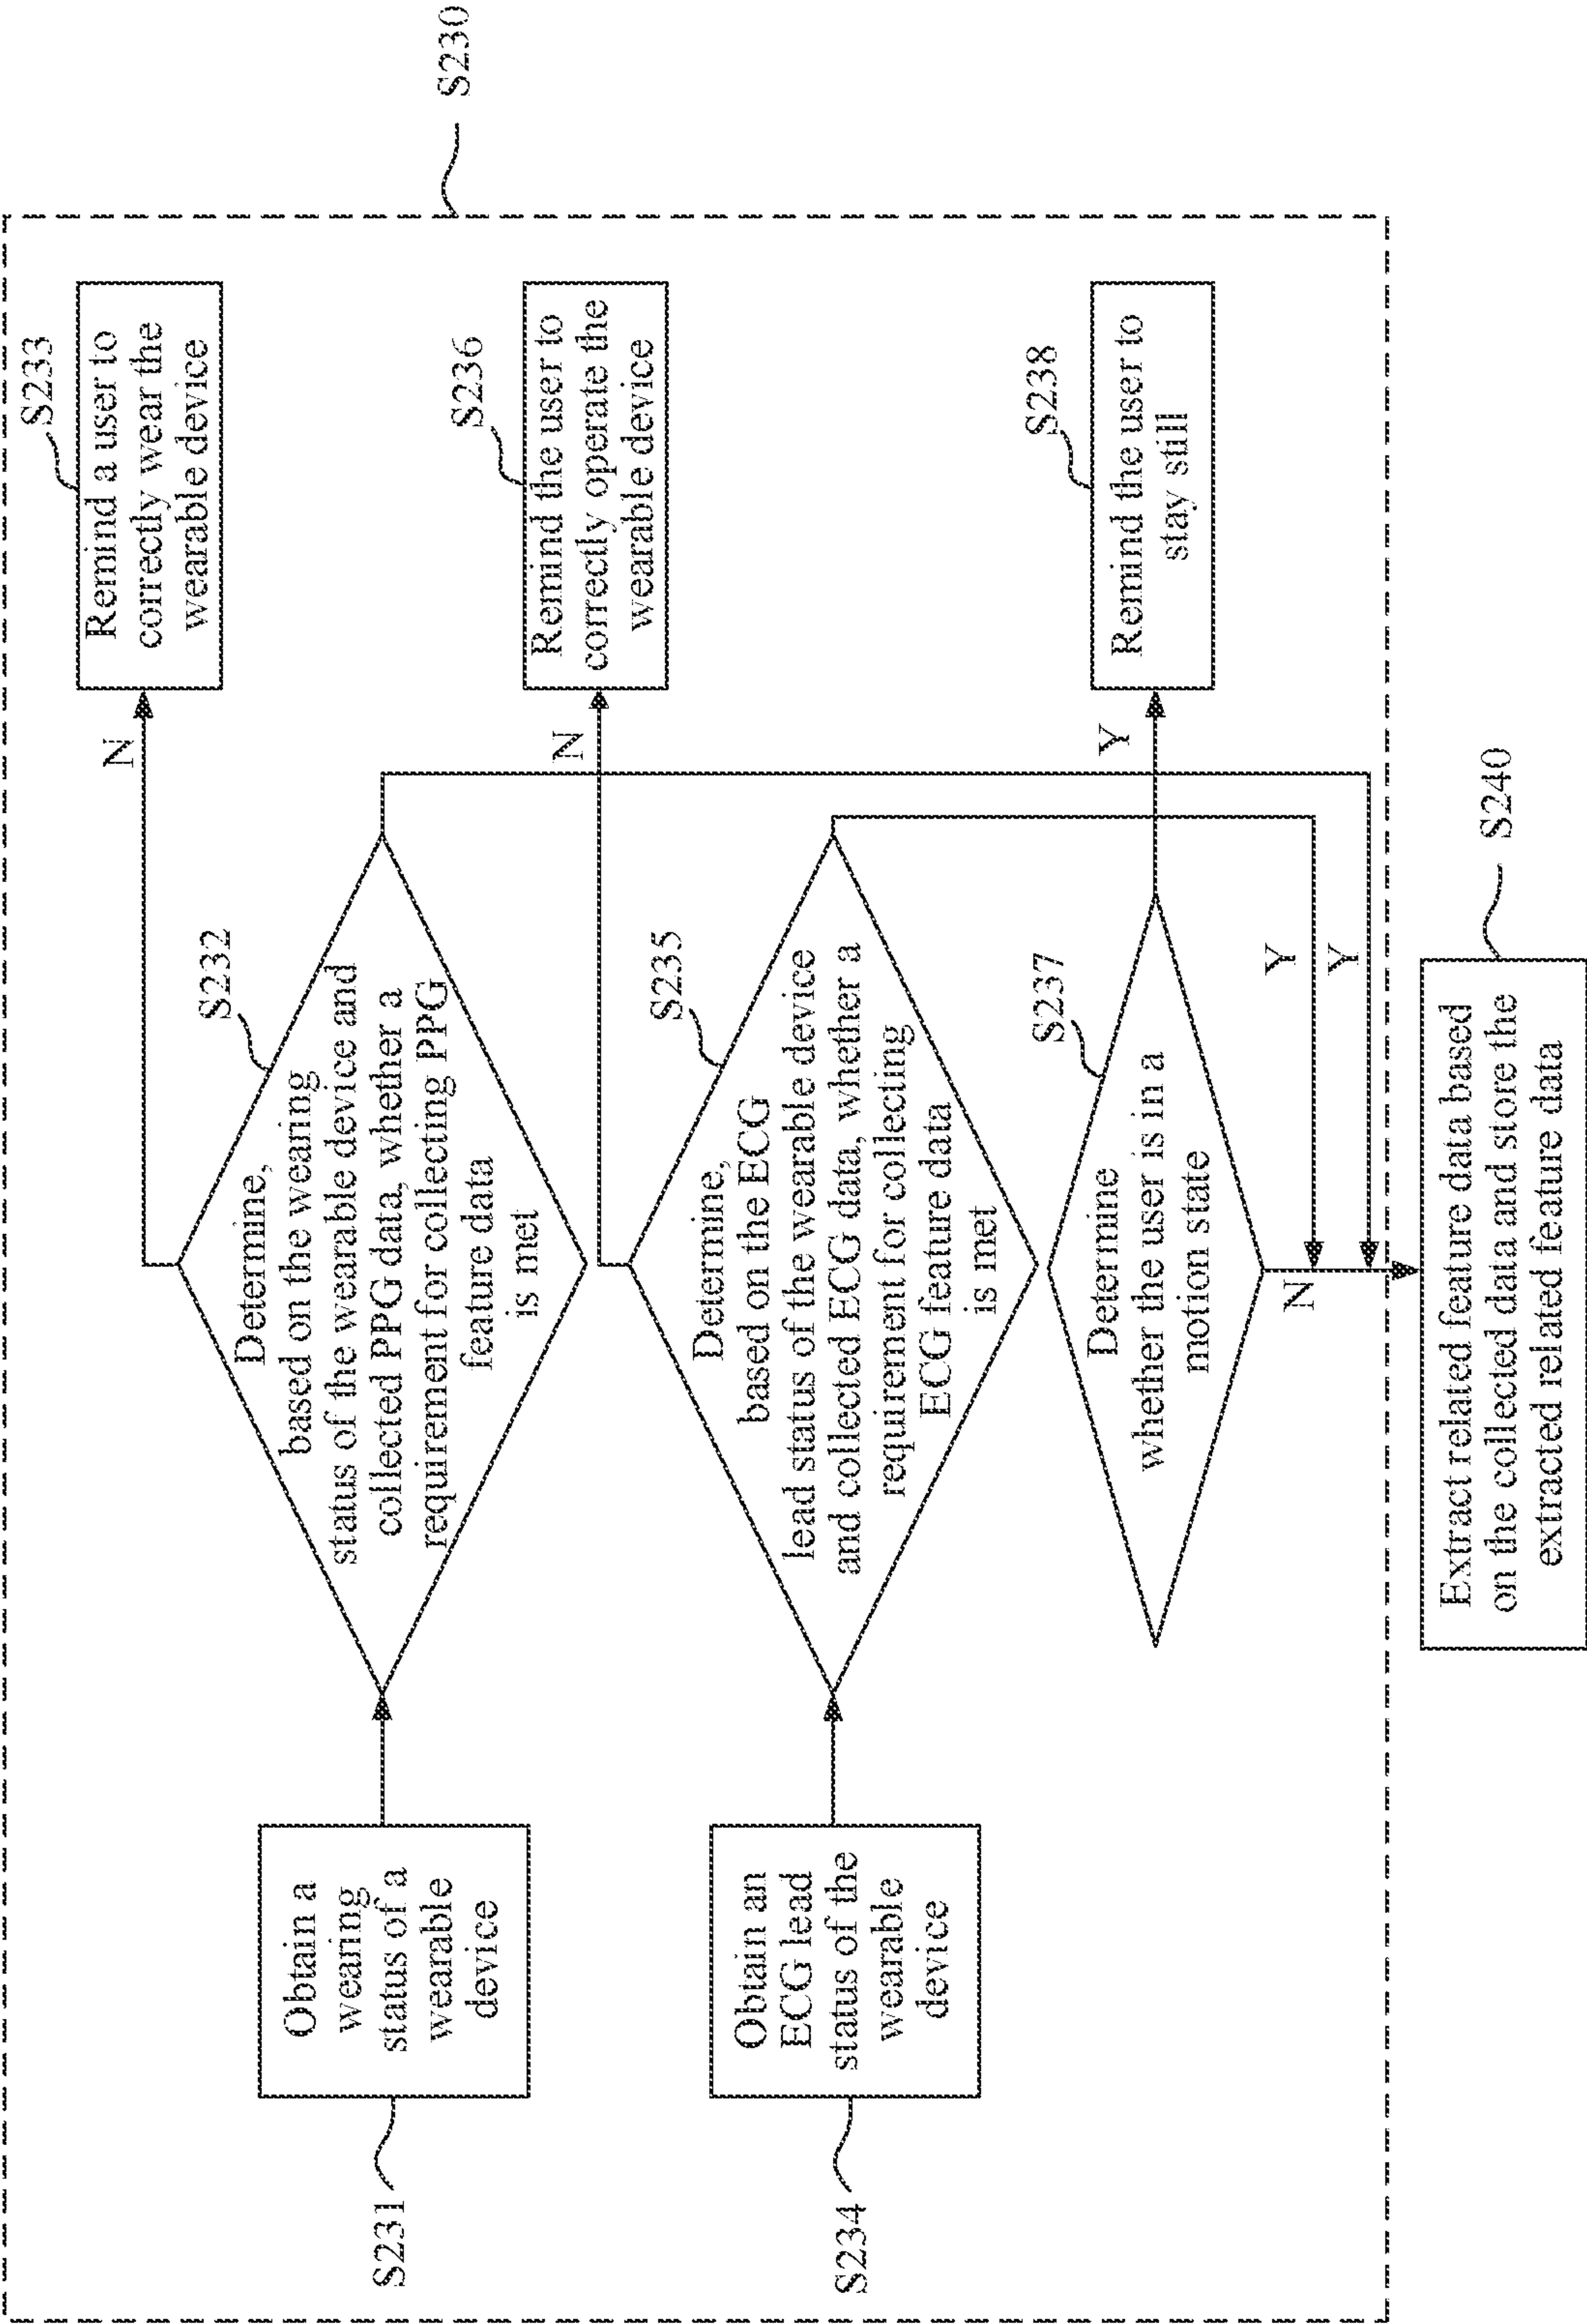 S230
S231
Obtain a
wearing
status of a
wearable
device
S232
Determine,
based on the wearing
status of the wearable device and
collected PPG data, whether a
requirement for collecting PPG
feature data
is met
N
S233
Remind a user to
correctly wear the
wearable device
S234
Obtain an
ECG lead
status of the
wearable
device
S235
Determine,
based on the ECG
lead status of the wearable device
and collected ECG data, whether a
requirement for collecting
ECG feature data
is met
N
S236
Remind the user to
correctly operate the
wearable device
S237
Determine
whether the user is in a
motion state
Y
S238
Remind the user to
stay still
N
Y
Y
S240
Extract related feature data based
on the collected data and store the
extracted related feature data